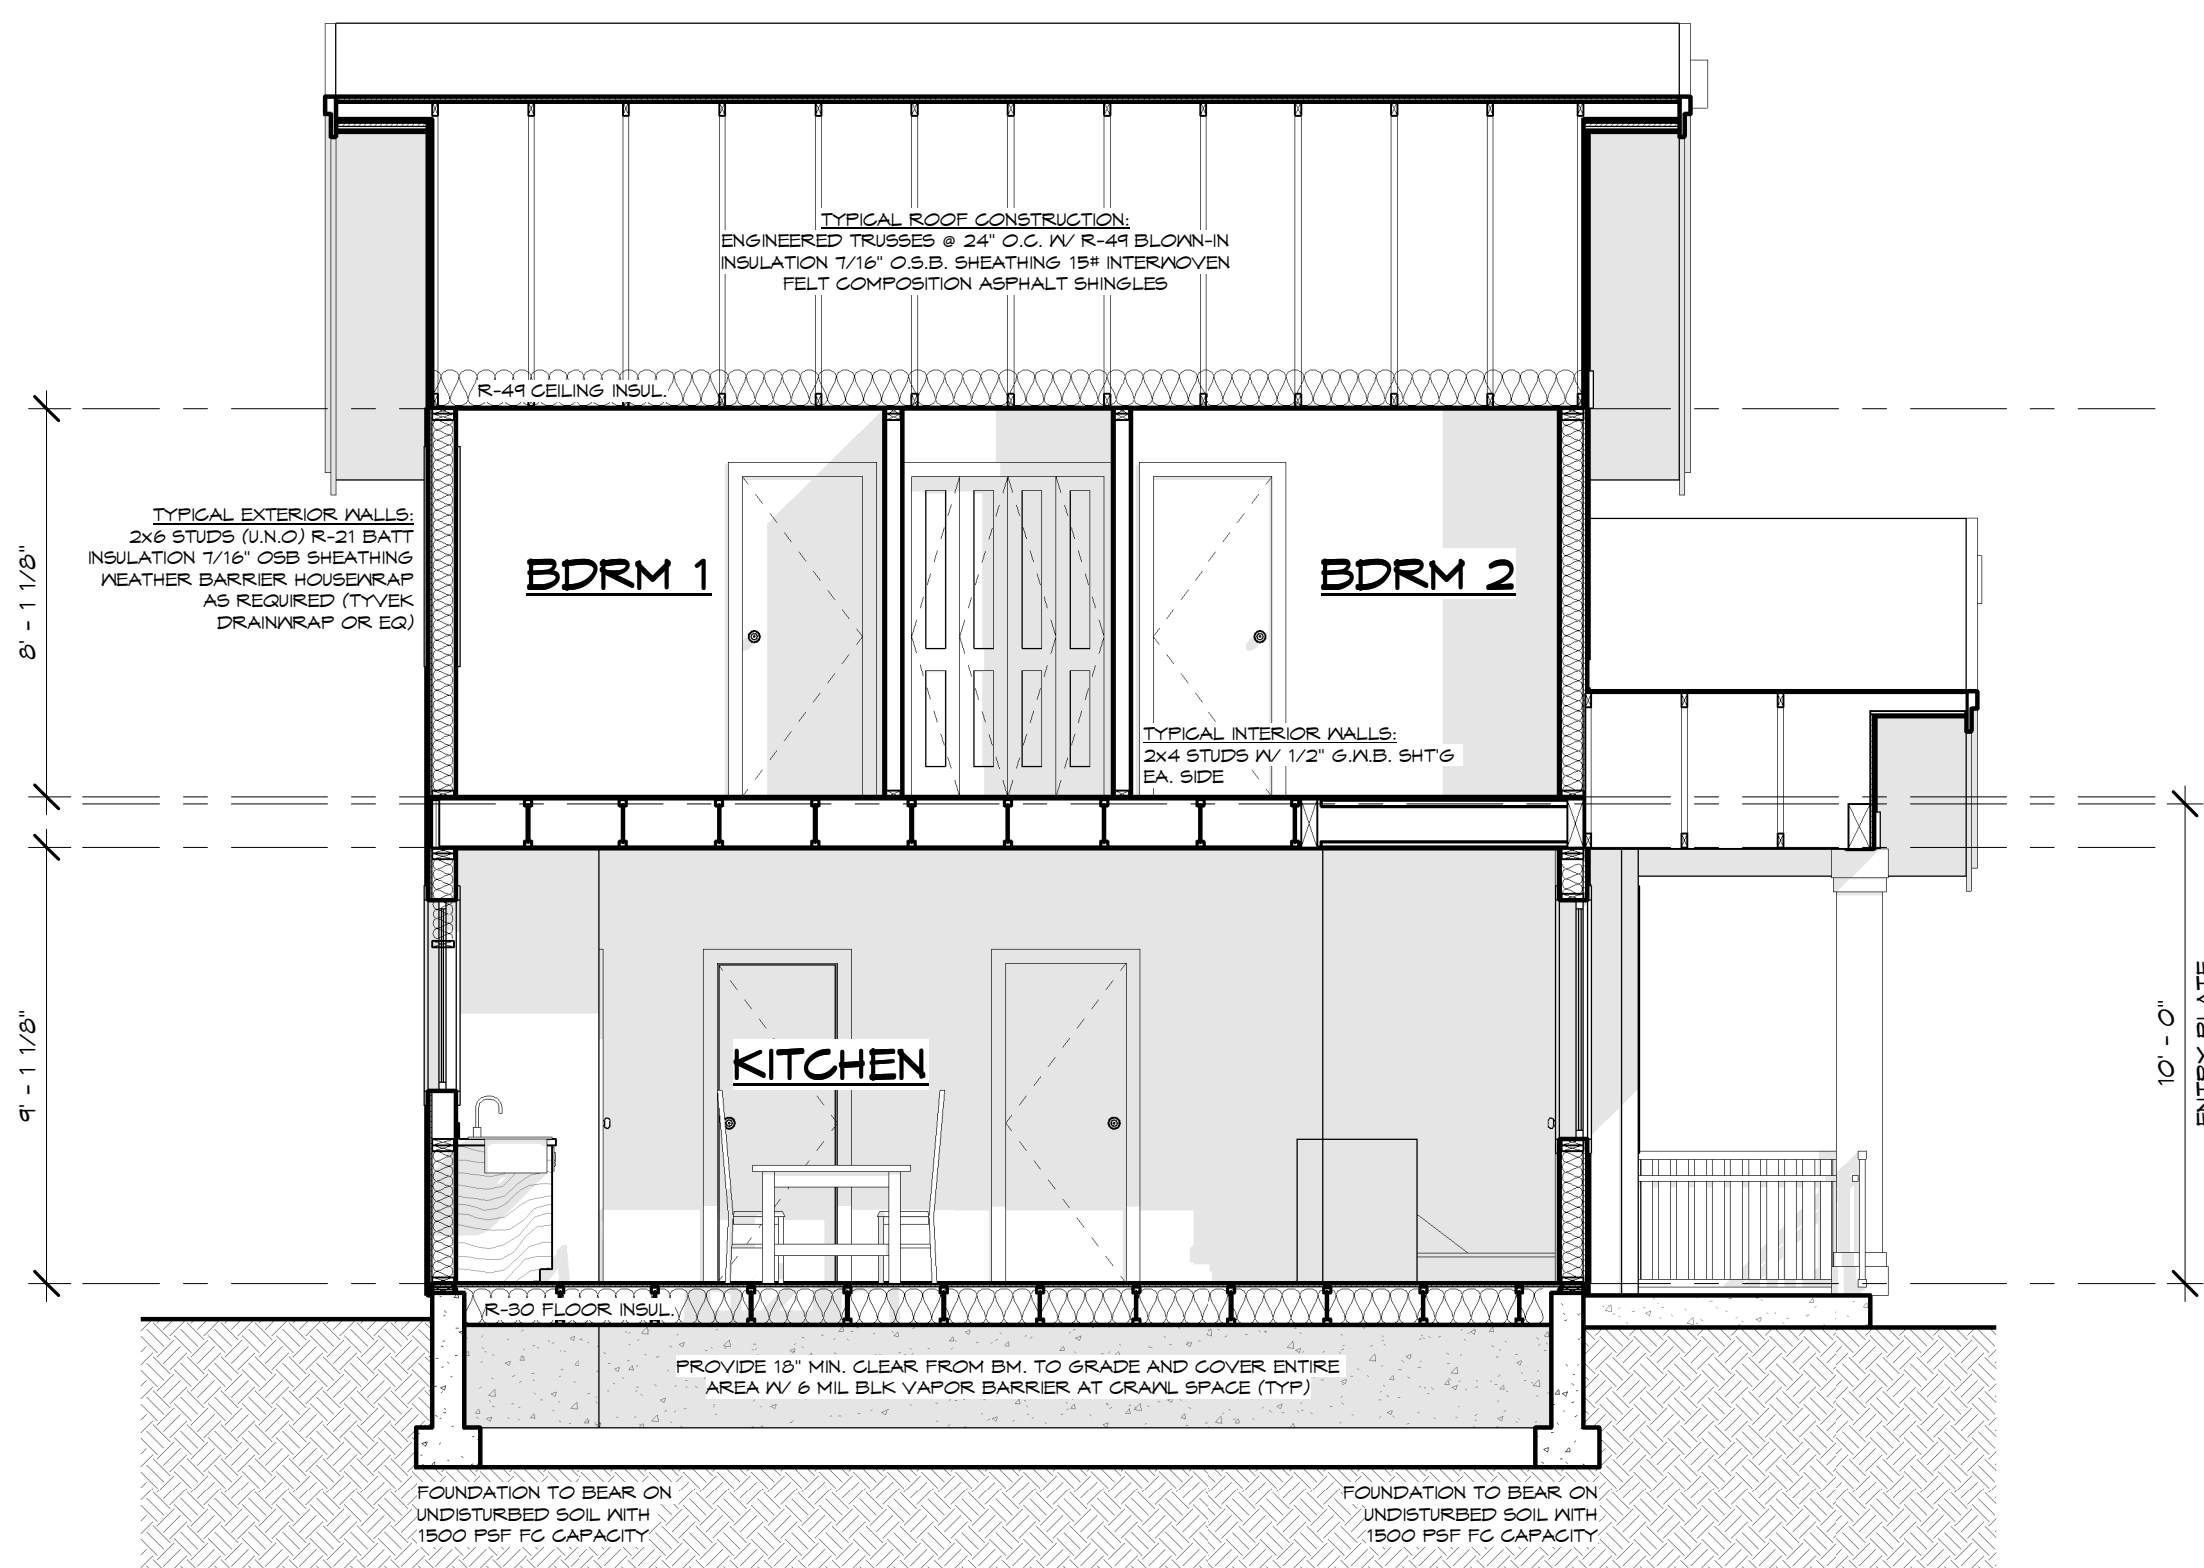 TYPICAL ROOF CONSTRUCTION:
ENGINEERED TRUSSES @ 24" O.C. W/ R-49 BLOWN-IN
INSULATION 7/16" O.S.B. SHEATHING 15# INTERWOVEN
FELT COMPOSITION ASPHALT SHINGLES
R-49 CEILING INSUL.
TYPICAL EXTERIOR WALLS:
2x6 STUDS (U.N.O) R-21 BATT
INSULATION 7/16" OSB SHEATHING
WEATHER BARRIER HOUSEWRAP
AS REQUIRED (TYVEK
DRAINWRAP OR EQ)
8' - 1 1/8"
BDRM 1
BDRM 2
TYPICAL INTERIOR WALLS:
2x4 STUDS W/ 1/2" G.W.B. SHT'G
EA. SIDE
9' - 1 1/8"
KITCHEN
10' - 0"
ENTRY PLATE
R-30 FLOOR INSUL.
PROVIDE 18" MIN. CLEAR FROM BM. TO GRADE AND COVER ENTIRE
AREA W/ 6 MIL BLK VAPOR BARRIER AT CRAWL SPACE (TYP)
FOUNDATION TO BEAR ON
UNDISTURBED SOIL WITH
1500 PSF FC CAPACITY
FOUNDATION TO BEAR ON
UNDISTURBED SOIL WITH
1500 PSF FC CAPACITY